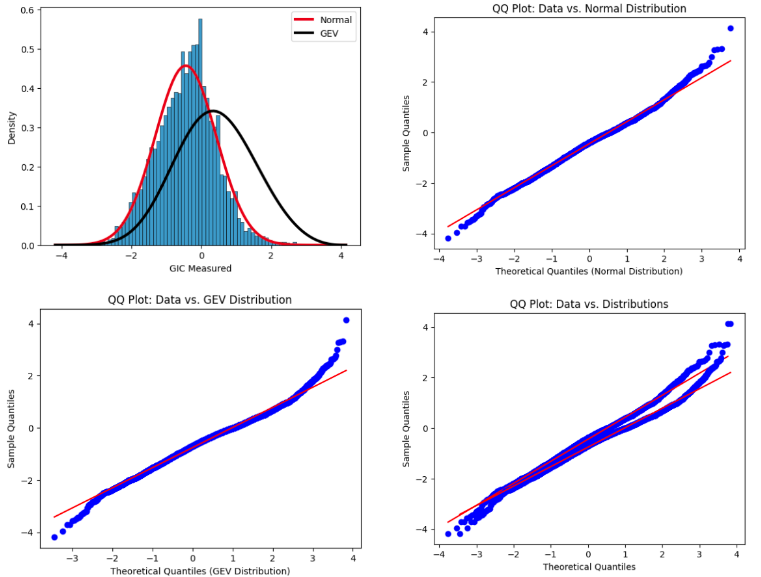 0.6
0.5
0.4
0.3
0.2
0.1
0.0
Density
−4 −2 0 2 4
GIC Measured
Normal
GEV
QQ Plot: Data vs. Normal Distribution
4
2
0
−2
−4
Sample Quantiles
−4 −3 −2 −1 0 1 2 3 4
Theoretical Quantiles (Normal Distribution)
QQ Plot: Data vs. GEV Distribution
4
2
0
−2
−4
Sample Quantiles
−3 −2 −1 0 1 2 3 4
Theoretical Quantiles (GEV Distribution)
QQ Plot: Data vs. Distributions
4
2
0
−2
−4
Sample Quantiles
−4 −3 −2 −1 0 1 2 3 4
Theoretical Quantiles